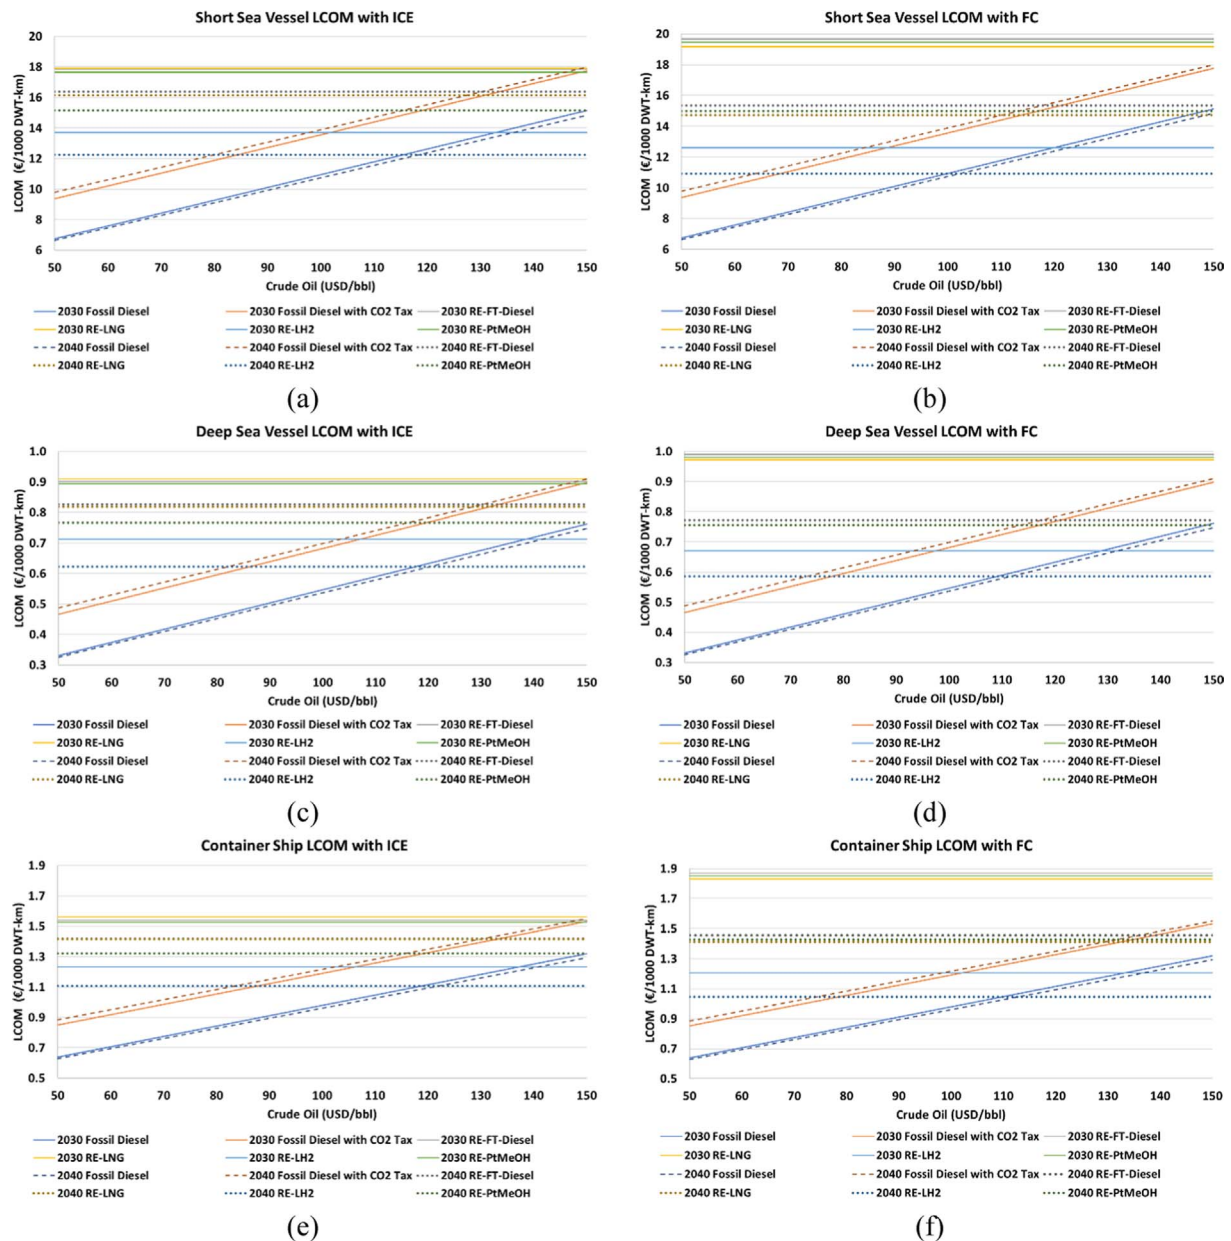 Short Sea Vessel LCOM with ICE
20
18
16
14
12
10
8
6
LCOM (€/1000 DWT-km)
50 60 70 80 90 100 110 120 130 140 150
Crude Oil (USD/bbl)
2030 Fossil Diesel 2030 Fossil Diesel with CO2 Tax 2030 RE-FT-Diesel
2030 RE-LNG 2030 RE-LH2 2030 RE-PtMeOH
2040 Fossil Diesel 2040 Fossil Diesel with CO2 Tax 2040 RE-FT-Diesel
2040 RE-LNG 2040 RE-LH2 2040 RE-PtMeOH
(a)
Short Sea Vessel LCOM with FC
20
18
16
14
12
10
8
6
LCOM (€/1000 DWT-km)
50 60 70 80 90 100 110 120 130 140 150
Crude Oil (USD/bbl)
2030 Fossil Diesel 2030 Fossil Diesel with CO2 Tax 2030 RE-FT-Diesel
2030 RE-LNG 2030 RE-LH2 2030 RE-PtMeOH
2040 Fossil Diesel 2040 Fossil Diesel with CO2 Tax 2040 RE-FT-Diesel
2040 RE-LNG 2040 RE-LH2 2040 RE-PtMeOH
(b)
Deep Sea Vessel LCOM with ICE
1.0
0.9
0.8
0.7
0.6
0.5
0.4
0.3
LCOM (€/1000 DWT-km)
50 60 70 80 90 100 110 120 130 140 150
Crude Oil (USD/bbl)
2030 Fossil Diesel 2030 Fossil Diesel with CO2 Tax 2030 RE-FT-Diesel
2030 RE-LNG 2030 RE-LH2 2030 RE-PtMeOH
2040 Fossil Diesel 2040 Fossil Diesel with CO2 Tax 2040 RE-FT-Diesel
2040 RE-LNG 2040 RE-LH2 2040 RE-PtMeOH
(c)
Deep Sea Vessel LCOM with FC
1.0
0.9
0.8
0.7
0.6
0.5
0.4
0.3
LCOM (€/1000 DWT-km)
50 60 70 80 90 100 110 120 130 140 150
Crude Oil (USD/bbl)
2030 Fossil Diesel 2030 Fossil Diesel with CO2 Tax 2030 RE-FT-Diesel
2030 RE-LNG 2030 RE-LH2 2030 RE-PtMeOH
2040 Fossil Diesel 2040 Fossil Diesel with CO2 Tax 2040 RE-FT-Diesel
2040 RE-LNG 2040 RE-LH2 2040 RE-PtMeOH
(d)
Container Ship LCOM with ICE
1.9
1.7
1.5
1.3
1.1
0.9
0.7
0.5
LCOM (€/1000 DWT-km)
50 60 70 80 90 100 110 120 130 140 150
Crude Oil (USD/bbl)
2030 Fossil Diesel 2030 Fossil Diesel with CO2 Tax 2030 RE-FT-Diesel
2030 RE-LNG 2030 RE-LH2 2030 RE-PtMeOH
2040 Fossil Diesel 2040 Fossil Diesel with CO2 Tax 2040 RE-FT-Diesel
2040 RE-LNG 2040 RE-LH2 2040 RE-PtMeOH
(e)
Container Ship LCOM with FC
1.9
1.7
1.5
1.3
1.1
0.9
0.7
0.5
LCOM (€/1000 DWT-km)
50 60 70 80 90 100 110 120 130 140 150
Crude Oil (USD/bbl)
2030 Fossil Diesel 2030 Fossil Diesel with CO2 Tax 2030 RE-FT-Diesel
2030 RE-LNG 2030 RE-LH2 2030 RE-PtMeOH
2040 Fossil Diesel 2040 Fossil Diesel with CO2 Tax 2040 RE-FT-Diesel
2040 RE-LNG 2040 RE-LH2 2040 RE-PtMeOH
(f)